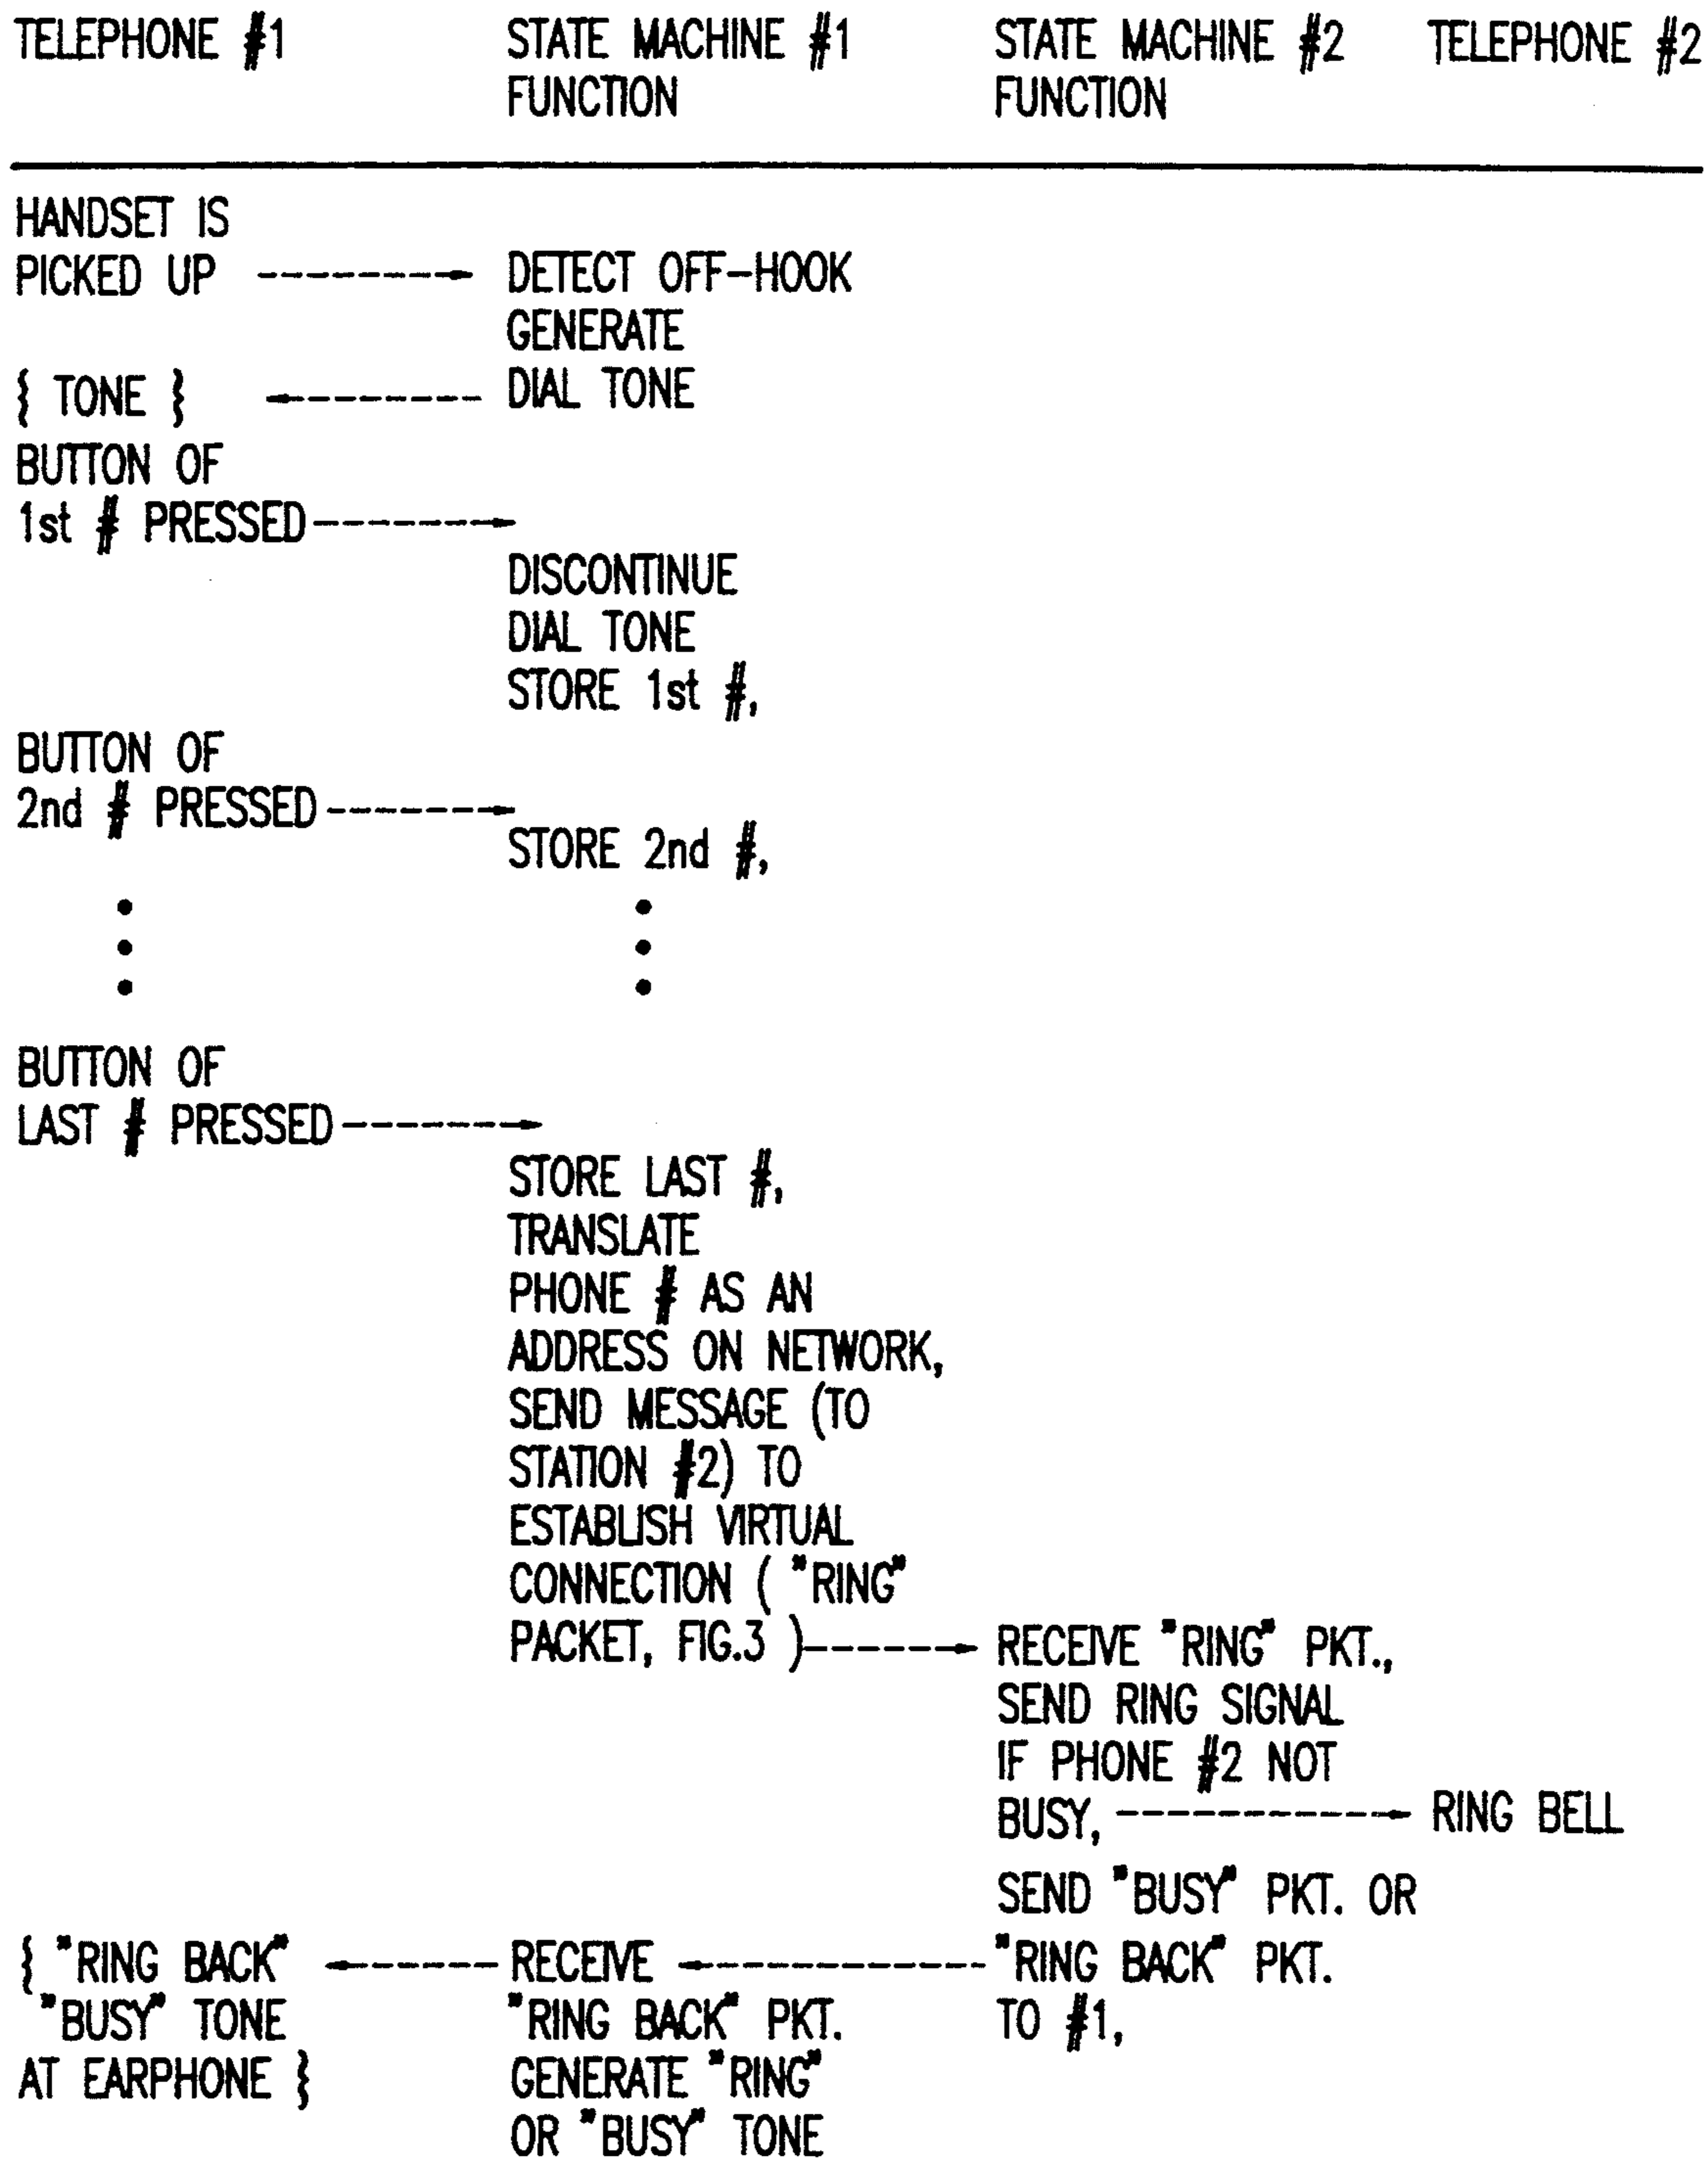 TELEPHONE #1 STATE MACHINE #1 STATE MACHINE #2 TELEPHONE #2
FUNCTION FUNCTION
HANDSET IS
PICKED UP DETECT OFF-HOOK
GENERATE
{ TONE } DIAL TONE
BUTTON OF
1st # PRESSED
DISCONTINUE
DIAL TONE
STORE 1st #,
BUTTON OF
2nd # PRESSED
STORE 2nd #,
BUTTON OF
LAST # PRESSED
STORE LAST #,
TRANSLATE
PHONE # AS AN
ADDRESS ON NETWORK,
SEND MESSAGE (TO
STATION #2) TO
ESTABLISH VIRTUAL
CONNECTION ( "RING"
PACKET, FIG.3 ) RECEIVE "RING" PKT.,
SEND RING SIGNAL
IF PHONE #2 NOT
BUSY, RING BELL
SEND "BUSY" PKT. OR
{ "RING BACK" RECEIVE "RING BACK" PKT.
"BUSY" TONE "RING BACK" PKT. TO #1,
AT EARPHONE } GENERATE "RING"
OR "BUSY" TONE